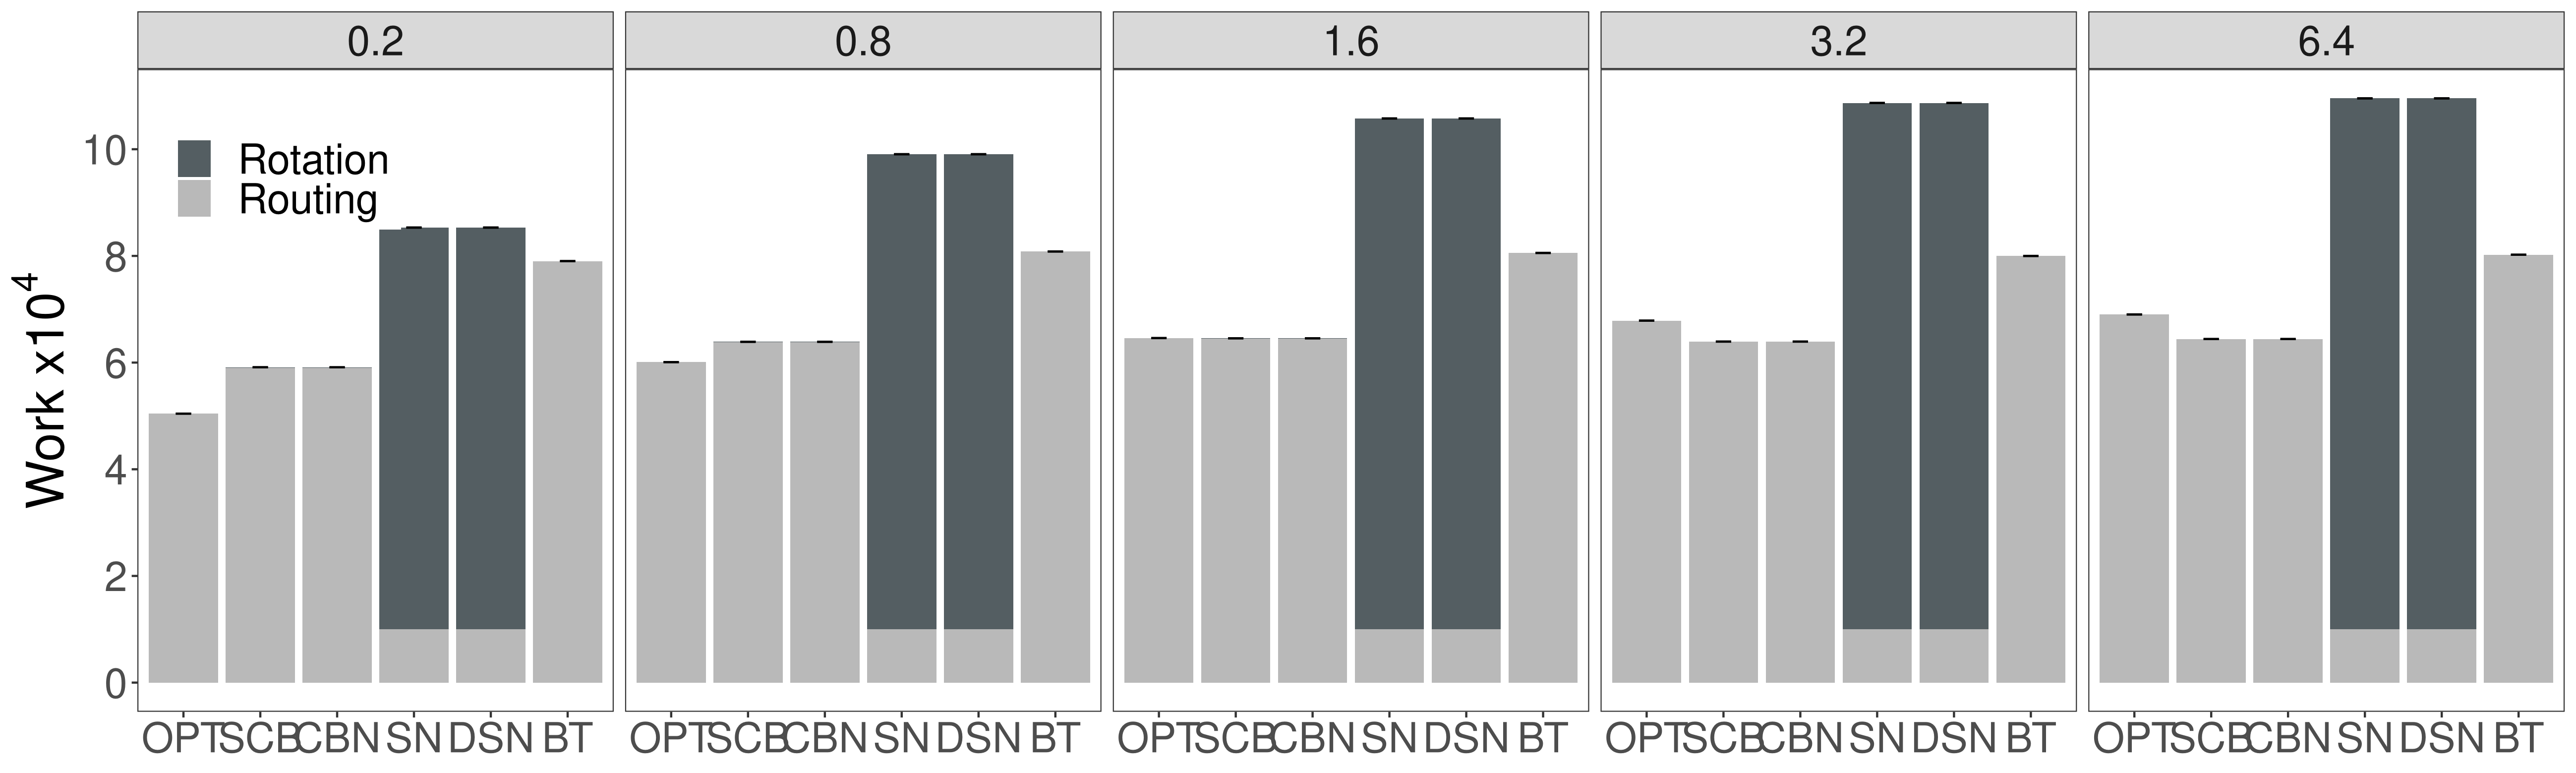 0.2 0.8 1.6 3.2 6.4
Work x10⁴
10
8
6
4
2
0
Rotation
Routing
OPT SCB CBN SN DSN BT OPT SCB CBN SN DSN BT OPT SCB CBN SN DSN BT OPT SCB CBN SN DSN BT OPT SCB CBN SN DSN BT